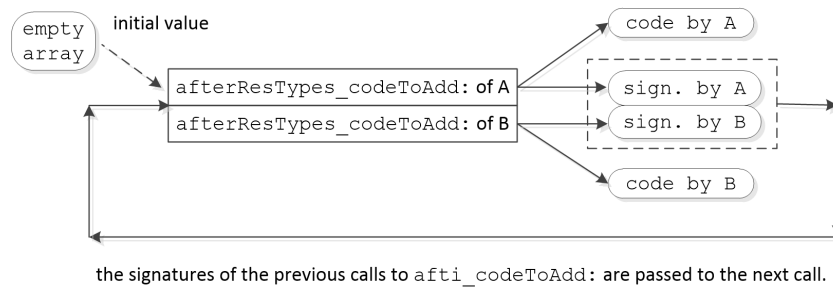 empty
array
initial value
code by A
afterResTypes_codeToAdd: of A
sign. by A
afterResTypes_codeToAdd: of B
sign. by B
code by B
the signatures of the previous calls to afti_codeToAdd: are passed to the next call.